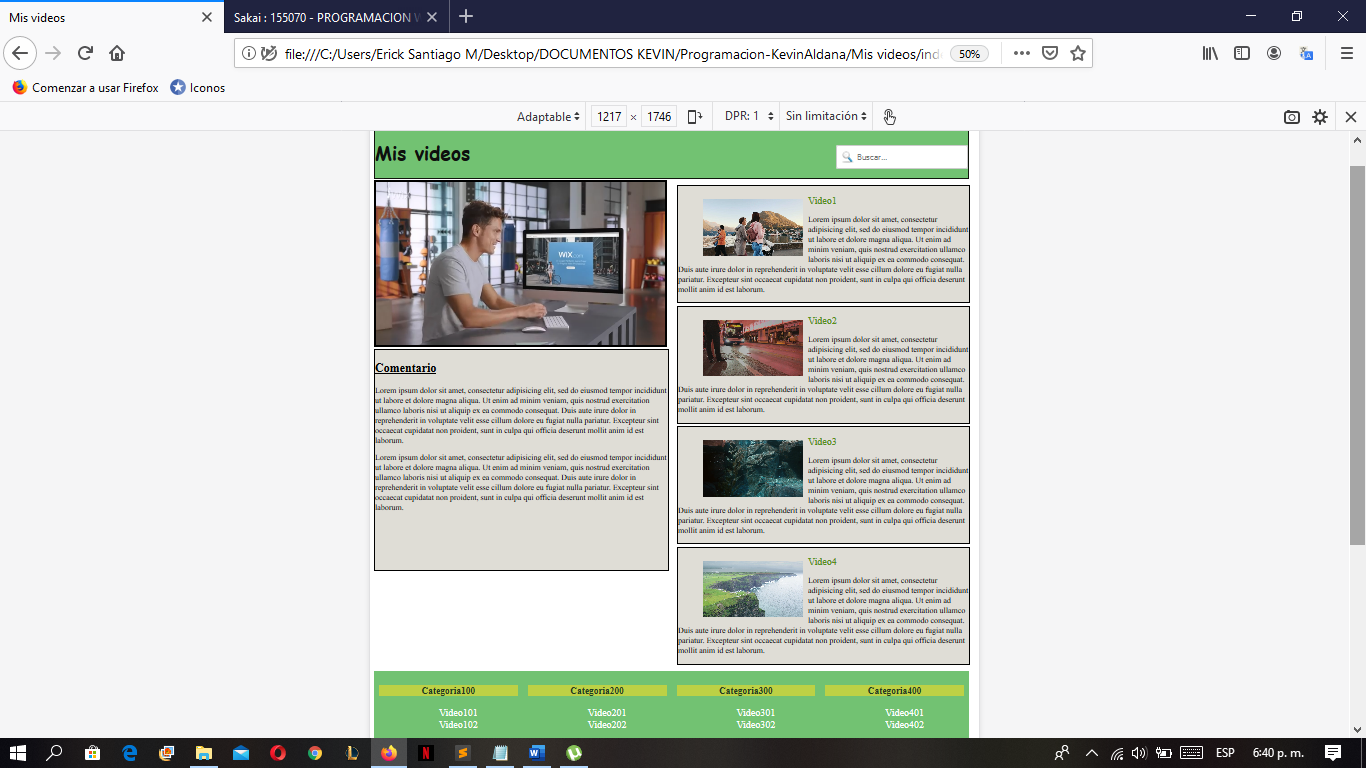 Mis videos
Sakai : 155070 - PROGRAMACION W
file:///C:/Users/Erick Santiago M/Desktop/DOCUMENTOS KEVIN/Programacion-KevinAldana/Mis videos/ind
50%
Comenzar a usar Firefox
Iconos
Adaptable
1217 × 1746
DPR: 1
Sin limitación
Mis videos
Buscar...
WIX.com
Comentario
Lorem ipsum dolor sit amet, consectetur adipisicing elit, sed do eiusmod tempor incididunt
ut labore et dolore magna aliqua. Ut enim ad minim veniam, quis nostrud exercitation
ullamco laboris nisi ut aliquip ex ea commodo consequat. Duis aute irure dolor in
reprehenderit in voluptate velit esse cillum dolore eu fugiat nulla pariatur. Excepteur sint
occaecat cupidatat non proident, sunt in culpa qui officia deserunt mollit anim id est
laborum.
Lorem ipsum dolor sit amet, consectetur adipisicing elit, sed do eiusmod tempor incididunt
ut labore et dolore magna aliqua. Ut enim ad minim veniam, quis nostrud exercitation
ullamco laboris nisi ut aliquip ex ea commodo consequat. Duis aute irure dolor in
reprehenderit in voluptate velit esse cillum dolore eu fugiat nulla pariatur. Excepteur sint
occaecat cupidatat non proident, sunt in culpa qui officia deserunt mollit anim id est
laborum.
Video1
Lorem ipsum dolor sit amet, consectetur
adipisicing elit, sed do eiusmod tempor incididunt
ut labore et dolore magna aliqua. Ut enim ad
minim veniam, quis nostrud exercitation ullamco
laboris nisi ut aliquip ex ea commodo consequat.
Duis aute irure dolor in reprehenderit in voluptate velit esse cillum dolore eu fugiat nulla
pariatur. Excepteur sint occaecat cupidatat non proident, sunt in culpa qui officia deserunt
mollit anim id est laborum.
Video2
Lorem ipsum dolor sit amet, consectetur
adipisicing elit, sed do eiusmod tempor incididunt
ut labore et dolore magna aliqua. Ut enim ad
minim veniam, quis nostrud exercitation ullamco
laboris nisi ut aliquip ex ea commodo consequat.
Duis aute irure dolor in reprehenderit in voluptate velit esse cillum dolore eu fugiat nulla
pariatur. Excepteur sint occaecat cupidatat non proident, sunt in culpa qui officia deserunt
mollit anim id est laborum.
Video3
Lorem ipsum dolor sit amet, consectetur
adipisicing elit, sed do eiusmod tempor incididunt
ut labore et dolore magna aliqua. Ut enim ad
minim veniam, quis nostrud exercitation ullamco
laboris nisi ut aliquip ex ea commodo consequat.
Duis aute irure dolor in reprehenderit in voluptate velit esse cillum dolore eu fugiat nulla
pariatur. Excepteur sint occaecat cupidatat non proident, sunt in culpa qui officia deserunt
mollit anim id est laborum.
Video4
Lorem ipsum dolor sit amet, consectetur
adipisicing elit, sed do eiusmod tempor incididunt
ut labore et dolore magna aliqua. Ut enim ad
minim veniam, quis nostrud exercitation ullamco
laboris nisi ut aliquip ex ea commodo consequat.
Duis aute irure dolor in reprehenderit in voluptate velit esse cillum dolore eu fugiat nulla
pariatur. Excepteur sint occaecat cupidatat non proident, sunt in culpa qui officia deserunt
mollit anim id est laborum.
Categoria100
Video101
Video102
Categoria200
Video201
Video202
Categoria300
Video301
Video302
Categoria400
Video401
Video402
ESP
6:40 p. m.